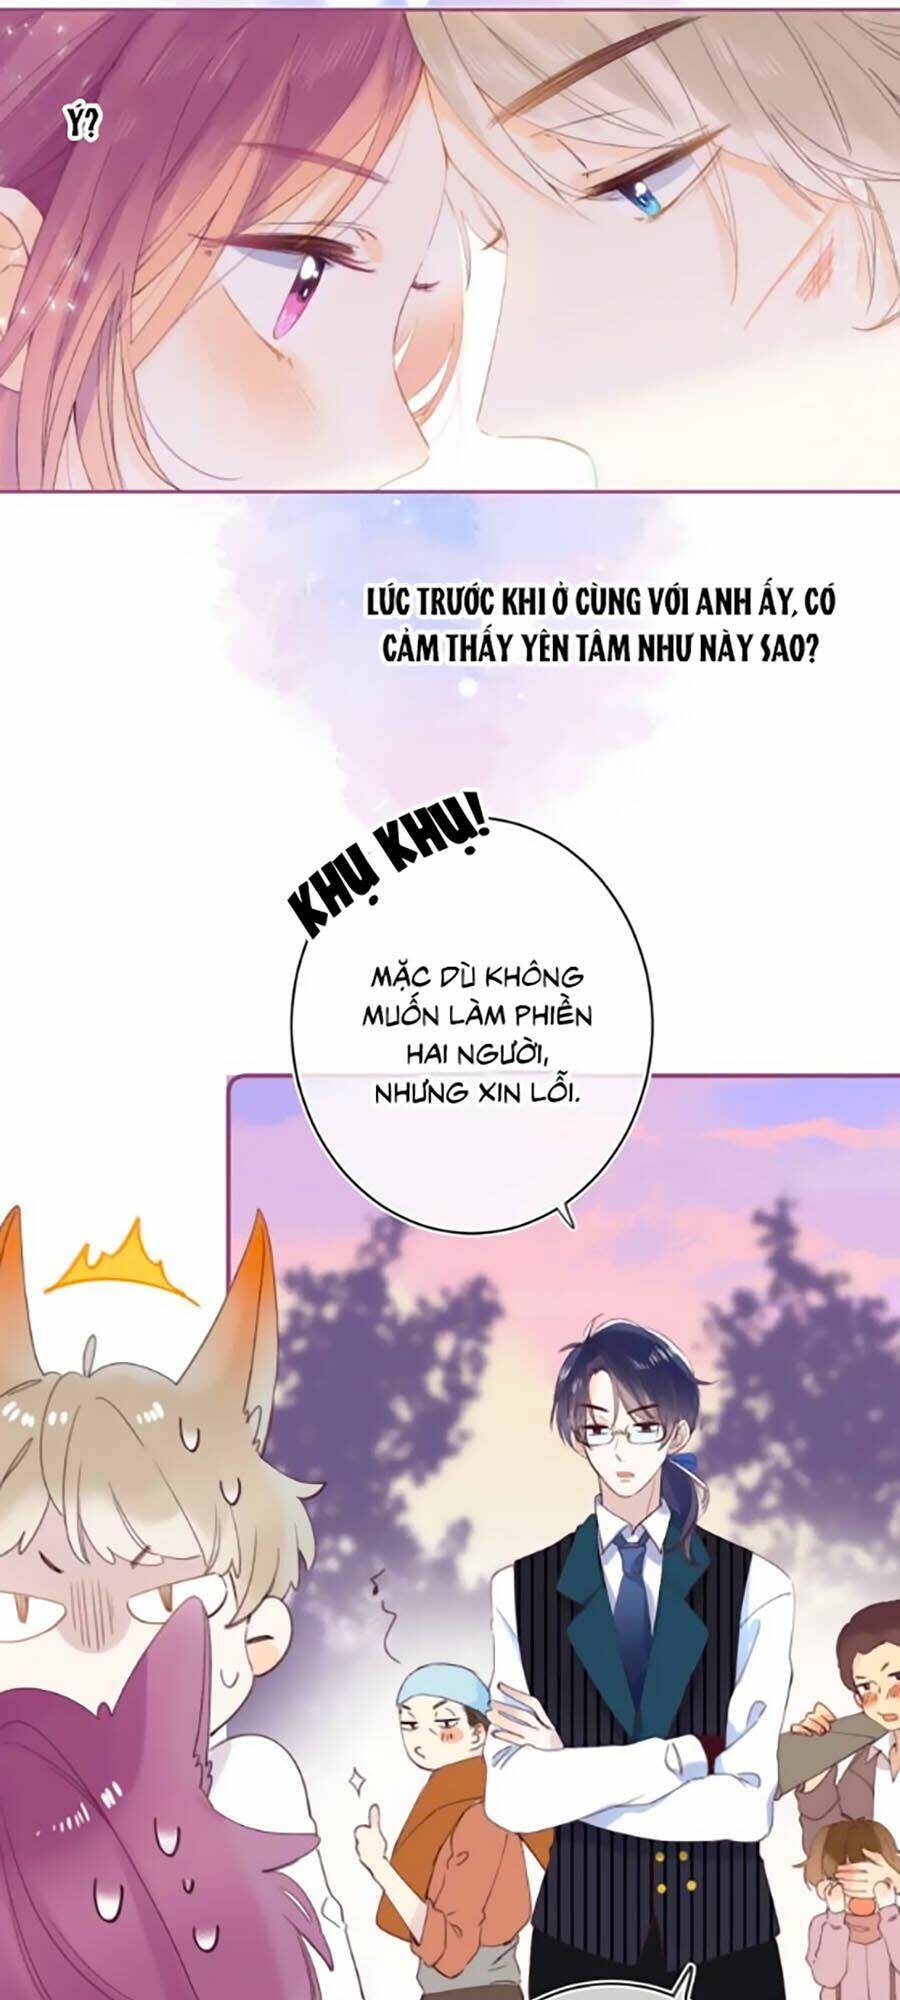 Ý?
LÚC TRƯỚC KHI Ở CÙNG VỚI ANH ẤY, CÓ
CẢM THẤY YÊN TÂM NHƯ NÀY SAO?
KHỤ KHỤ!
MẶC DÙ KHÔNG
MUỐN LÀM PHIỀN
HAI NGƯỜI,
NHƯNG XIN LỖI.